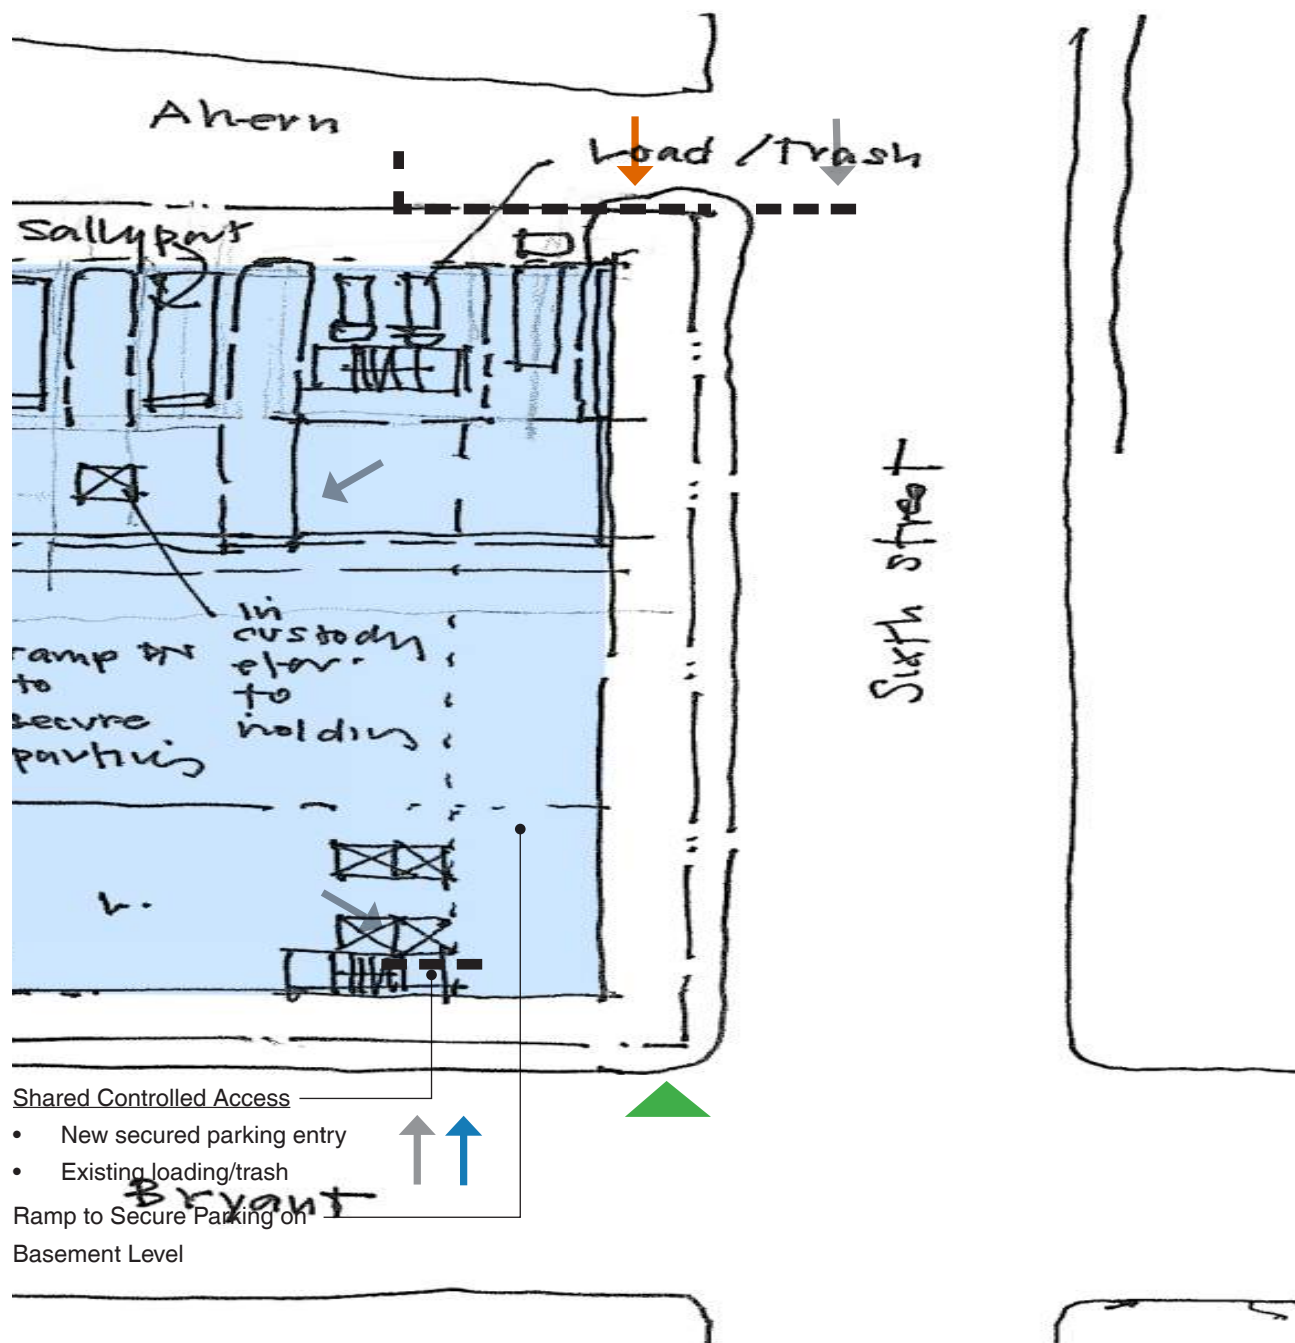 Ahern
Load / Trash
Sallyport
Sixth street
in
custody
elev.
to
holding
ramp DN
to
secure
parking
Shared Controlled Access
• New secured parking entry
• Existing loading/trash
Bryant
Ramp to Secure Parking on
Basement Level